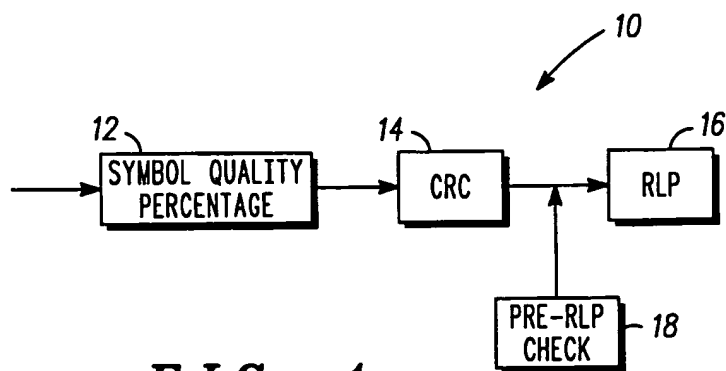 10
12
14
16
SYMBOL QUALITY
PERCENTAGE
CRC
RLP
PRE-RLP
CHECK
18
FIG. 1